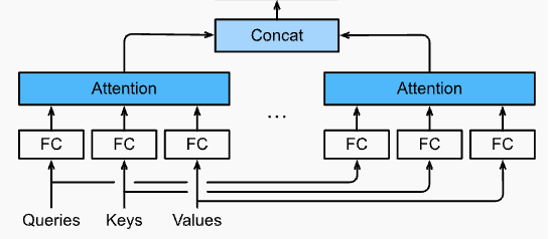 Concat
Attention
Attention
...
FC FC FC FC FC FC
Queries Keys Values